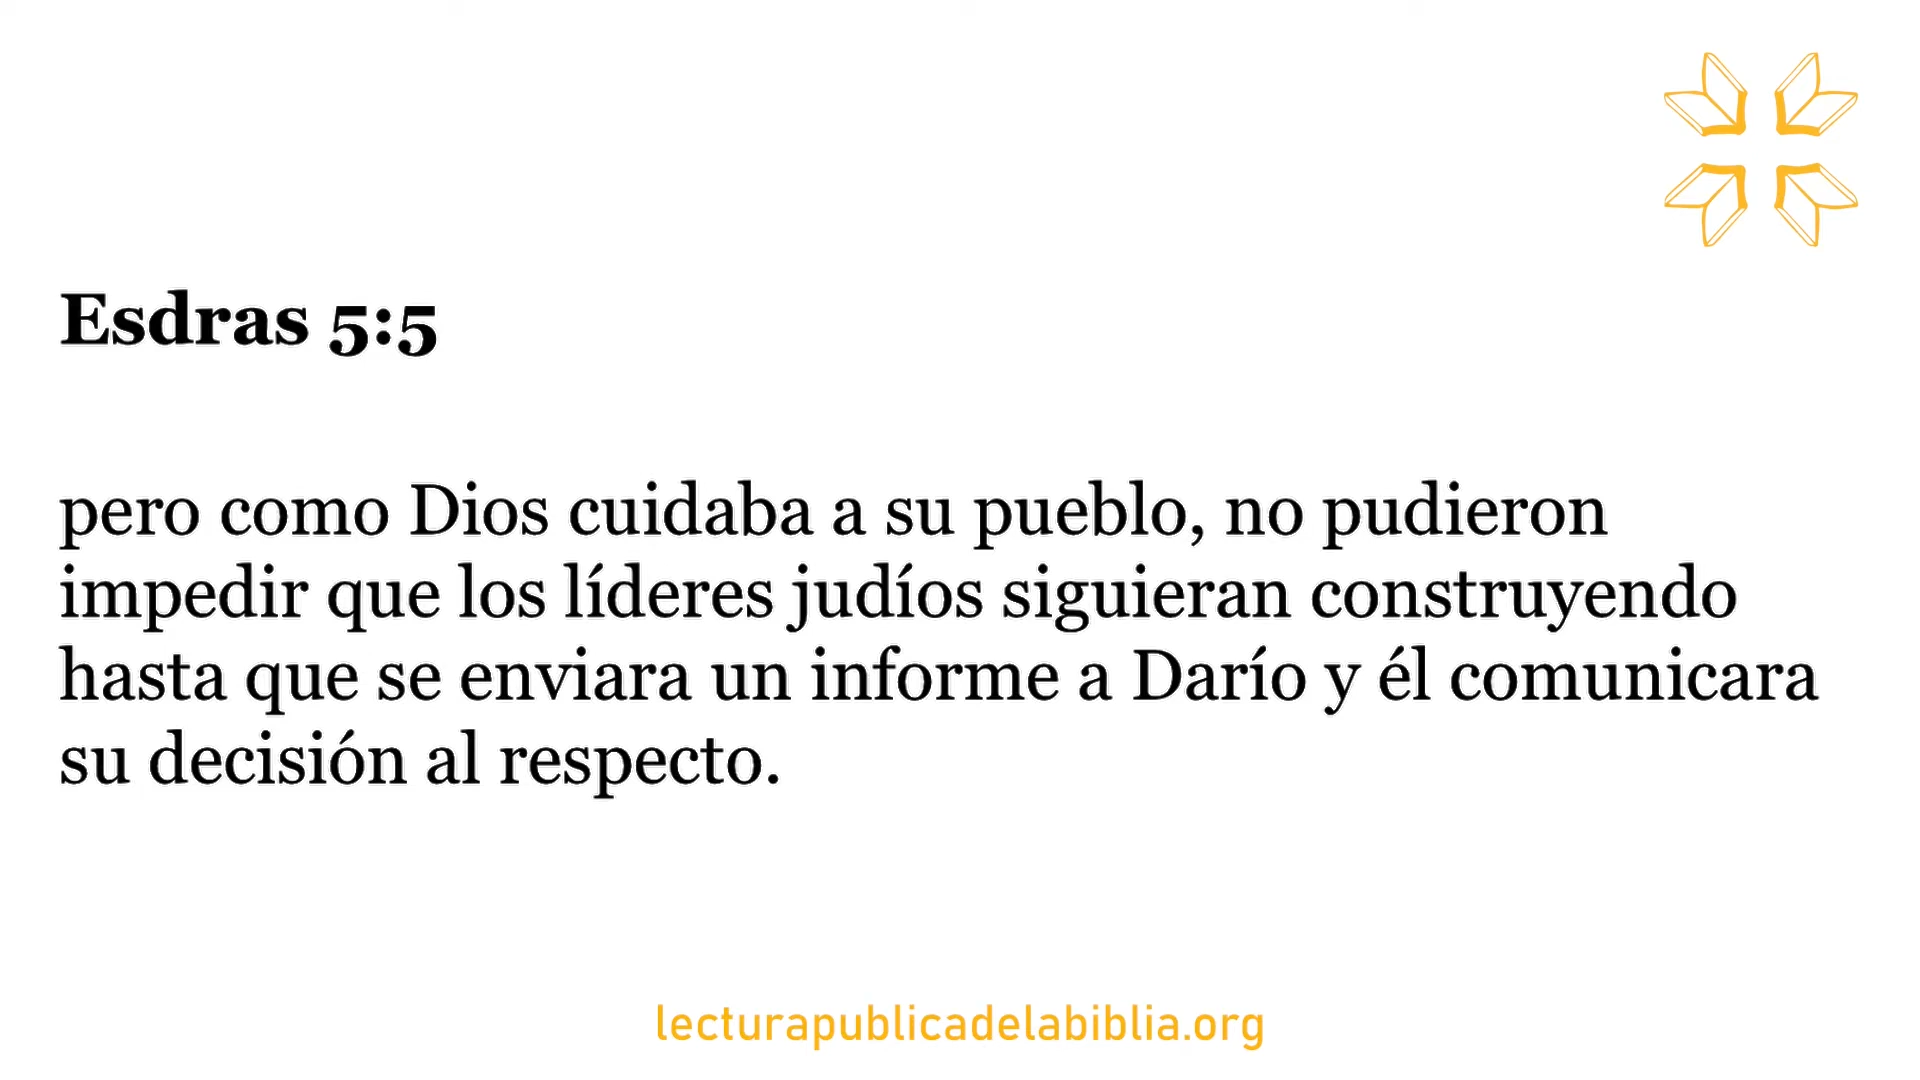 Esdras 5:5
pero como Dios cuidaba a su pueblo, no pudieron
impedir que los líderes judíos siguieran construyendo
hasta que se enviara un informe a Darío y él comunicara
su decisión al respecto.
lecturapublicadelabiblia.org